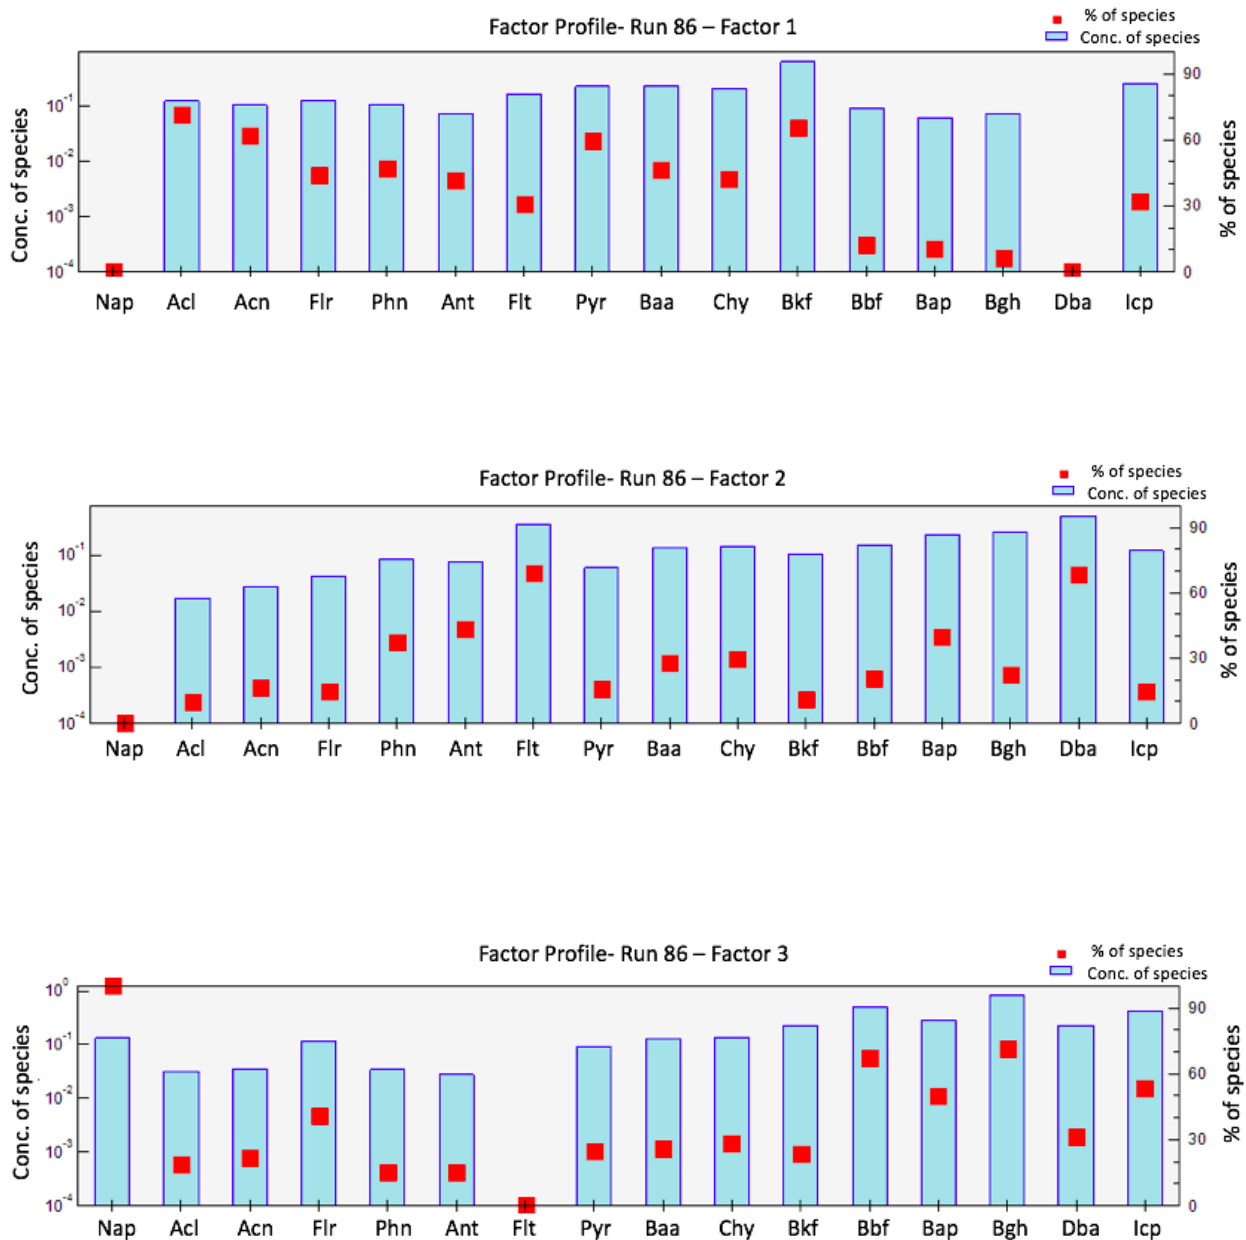 Factor Profile- Run 86 – Factor 1
% of species
Conc. of species
Conc. of species
10⁻¹
10⁻²
10⁻³
10⁻⁴
90
60
30
0
% of species
Nap Acl Acn Flr Phn Ant Flt Pyr Baa Chy Bkf Bbf Bap Bgh Dba Icp
Factor Profile- Run 86 – Factor 2
% of species
Conc. of species
Conc. of species
10⁻¹
10⁻²
10⁻³
10⁻⁴
90
60
30
0
% of species
Nap Acl Acn Flr Phn Ant Flt Pyr Baa Chy Bkf Bbf Bap Bgh Dba Icp
Factor Profile- Run 86 – Factor 3
% of species
Conc. of species
Conc. of species
10⁰
10⁻¹
10⁻²
10⁻³
10⁻⁴
90
60
30
0
% of species
Nap Acl Acn Flr Phn Ant Flt Pyr Baa Chy Bkf Bbf Bap Bgh Dba Icp